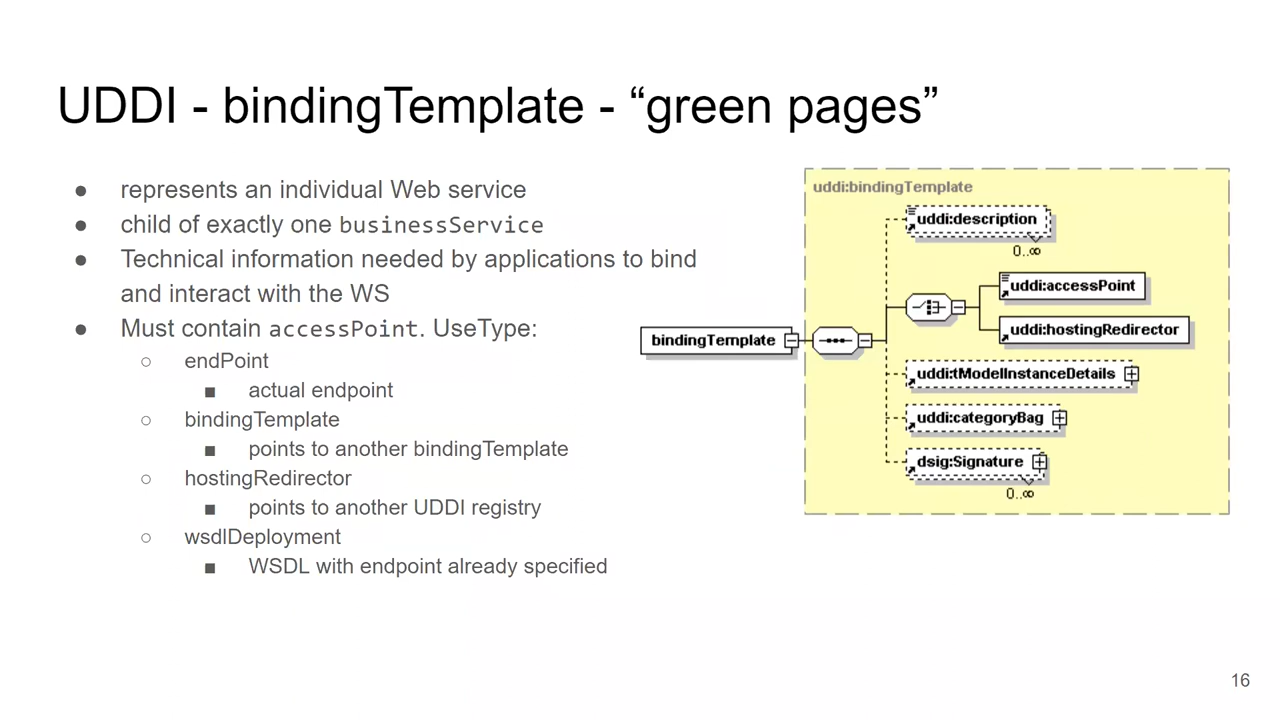 UDDI - bindingTemplate - “green pages”
● represents an individual Web service
● child of exactly one businessService
● Technical information needed by applications to bind
and interact with the WS
● Must contain accessPoint. UseType:
○ endPoint
■ actual endpoint
○ bindingTemplate
■ points to another bindingTemplate
○ hostingRedirector
■ points to another UDDI registry
○ wsdlDeployment
■ WSDL with endpoint already specified
uddi:bindingTemplate
uddi:description
0..∞
uddi:accessPoint
uddi:hostingRedirector
bindingTemplate
uddi:tModelInstanceDetails
uddi:categoryBag
dsig:Signature
0..∞
16